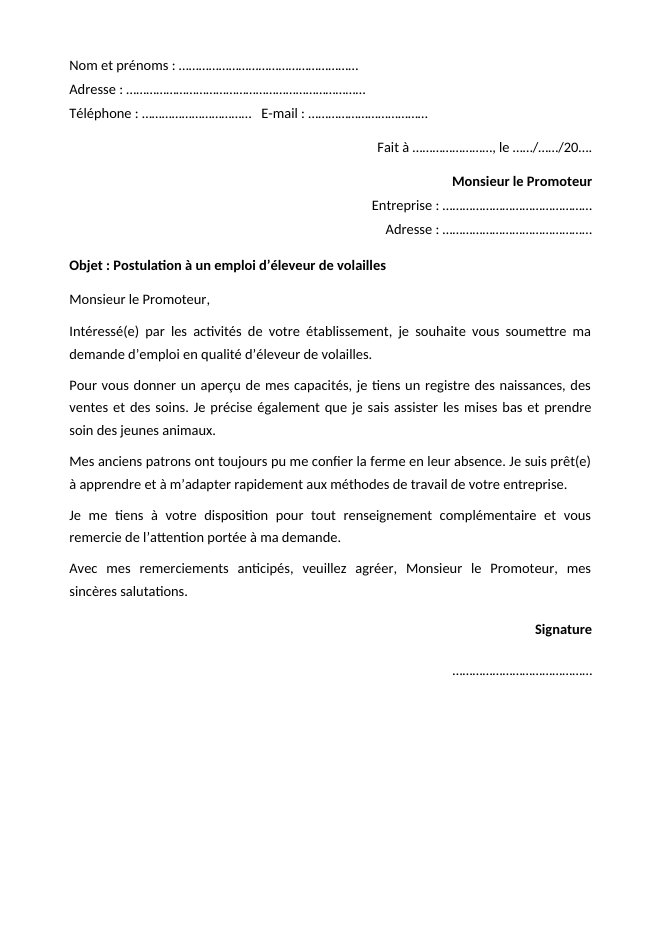 Nom et prénoms : ………………………………………………
Adresse : ………………………………………………………………
Téléphone : …………………………… E-mail : ………………………………
Fait à ……………………, le ……/……/20….
Monsieur le Promoteur
Entreprise : ………………………………………
Adresse : ………………………………………
Objet : Postulation à un emploi d’éleveur de volailles
Monsieur le Promoteur,
Intéressé(e) par les activités de votre établissement, je souhaite vous soumettre ma
demande d’emploi en qualité d’éleveur de volailles.
Pour vous donner un aperçu de mes capacités, je tiens un registre des naissances, des
ventes et des soins. Je précise également que je sais assister les mises bas et prendre
soin des jeunes animaux.
Mes anciens patrons ont toujours pu me confier la ferme en leur absence. Je suis prêt(e)
à apprendre et à m’adapter rapidement aux méthodes de travail de votre entreprise.
Je me tiens à votre disposition pour tout renseignement complémentaire et vous
remercie de l’attention portée à ma demande.
Avec mes remerciements anticipés, veuillez agréer, Monsieur le Promoteur, mes
sincères salutations.
Signature
……………………………………